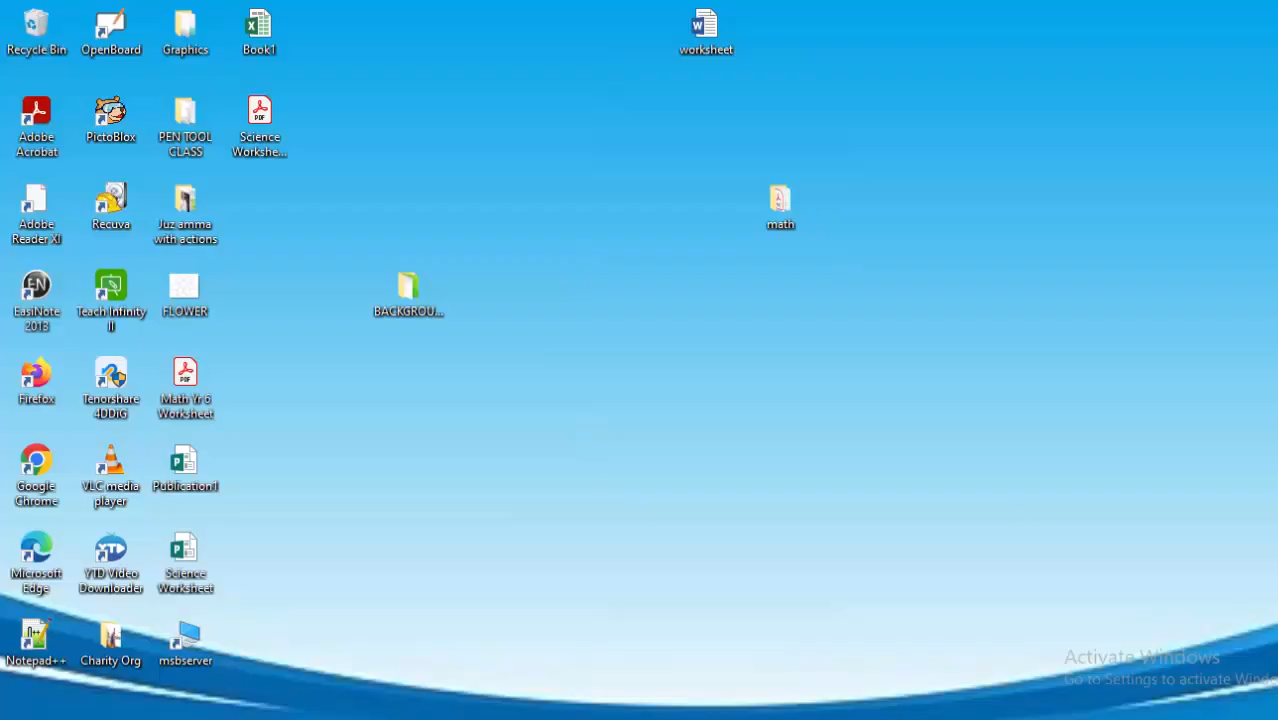 Recycle Bin
OpenBoard
Graphics
Book1
worksheet
Adobe
Acrobat
PictoBlox
PEN TOOL
CLASS
Science
Workshe...
Adobe
Reader XI
Recuva
Juz amma
with actions
math
EasiNote
2013
Teach Infinity
II
FLOWER
BACKGROU...
Firefox
Tenorshare
4DDiG
Math Yr 6
Worksheet
Google
Chrome
VLC media
player
Publication1
Microsoft
Edge
YTD Video
Downloader
Science
Worksheet
Notepad++
Charity Org
msbserver
Activate Windows
Go to Settings to activate Wind